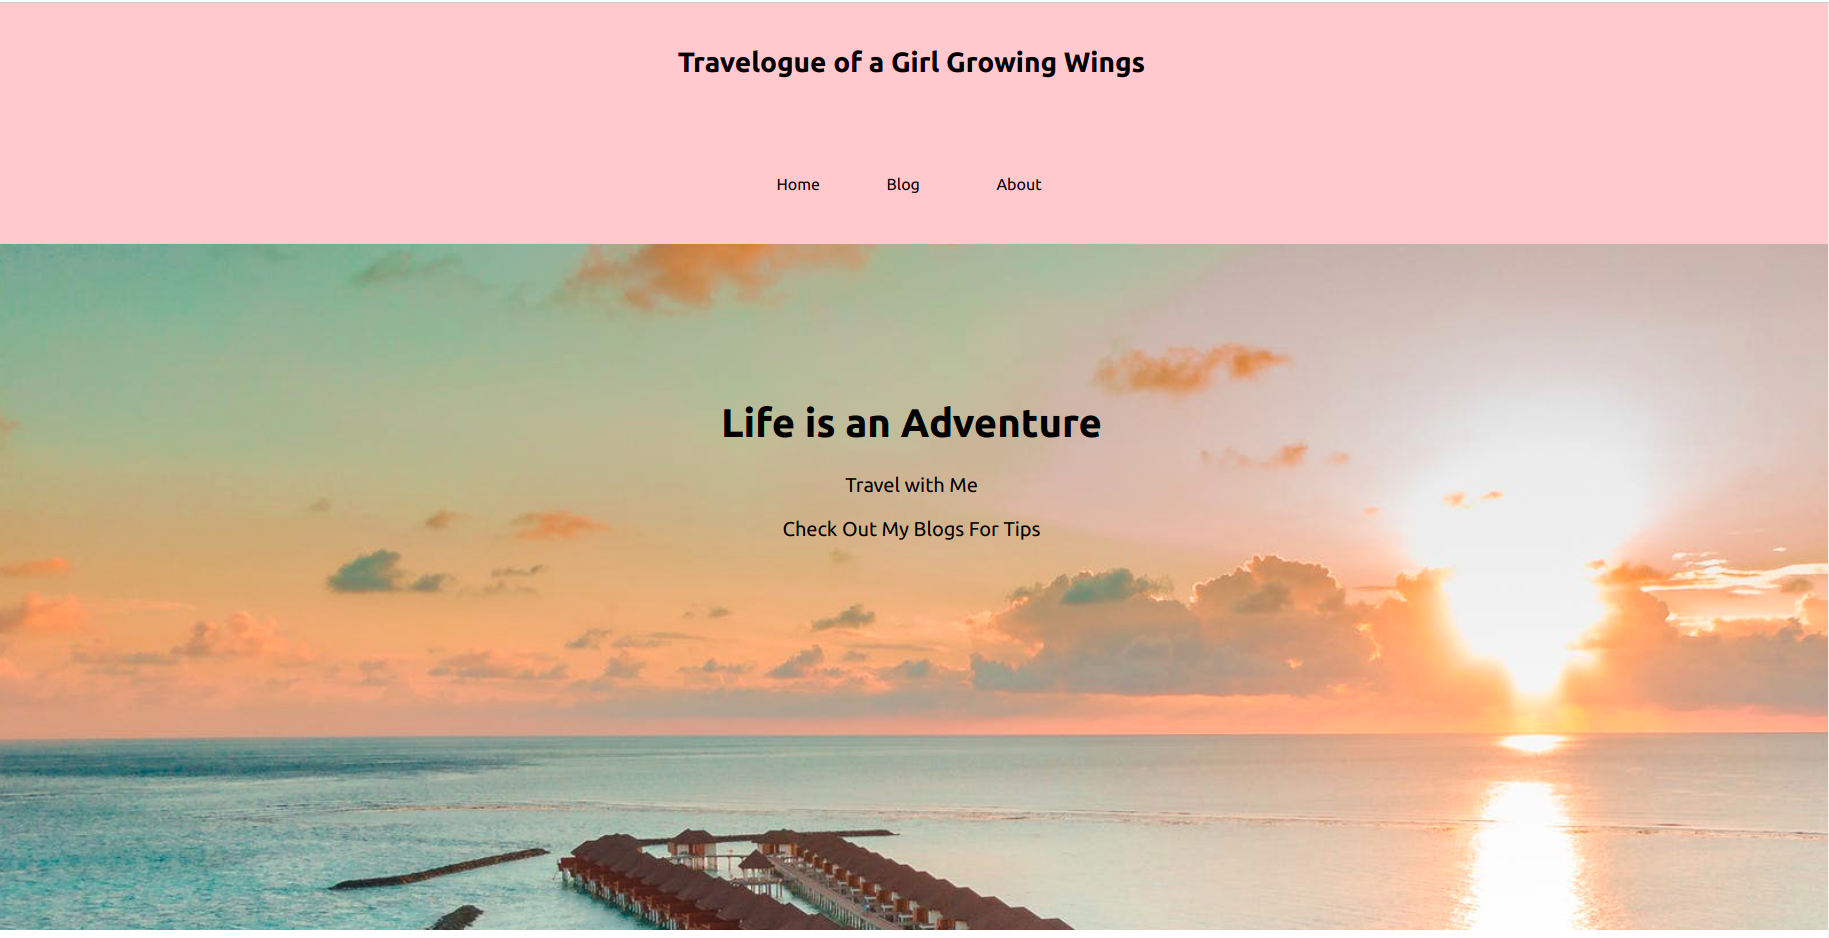 Travelogue of a Girl Growing Wings
Home Blog About
Life is an Adventure
Travel with Me
Check Out My Blogs For Tips